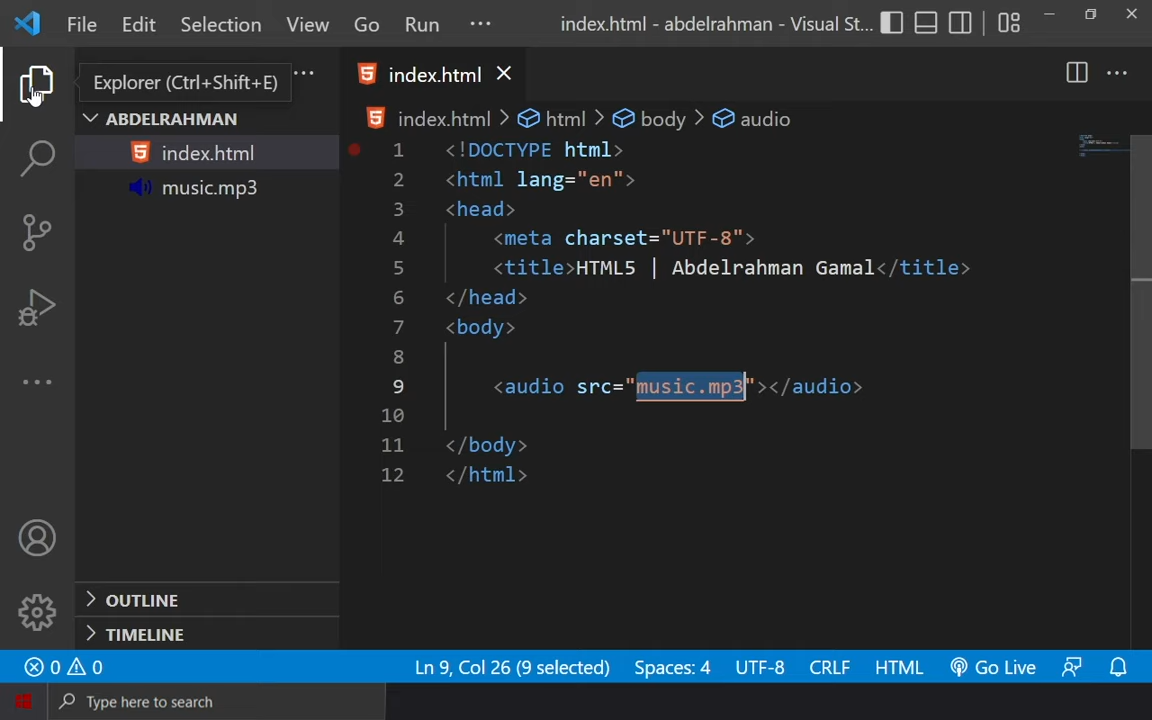 File Edit Selection View Go Run ··· index.html - abdelrahman - Visual St...
Explorer (Ctrl+Shift+E) ···
index.html
ABDELRAHMAN
index.html
music.mp3
index.html > html > body > audio
1 <!DOCTYPE html>
2 <html lang="en">
3 <head>
4 <meta charset="UTF-8">
5 <title>HTML5 | Abdelrahman Gamal</title>
6 </head>
7 <body>
8
9 <audio src="music.mp3"></audio>
10
11 </body>
12 </html>
OUTLINE
TIMELINE
0 0 Ln 9, Col 26 (9 selected) Spaces: 4 UTF-8 CRLF HTML Go Live
Type here to search